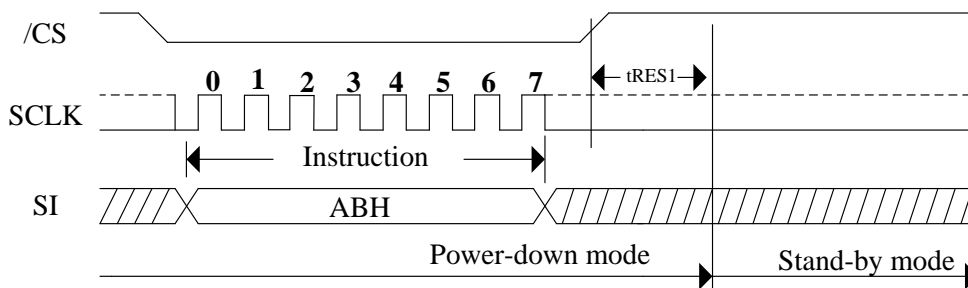 /CS
tRES1
0 1 2 3 4 5 6 7
SCLK
Instruction
SI
ABH
Power-down mode
Stand-by mode